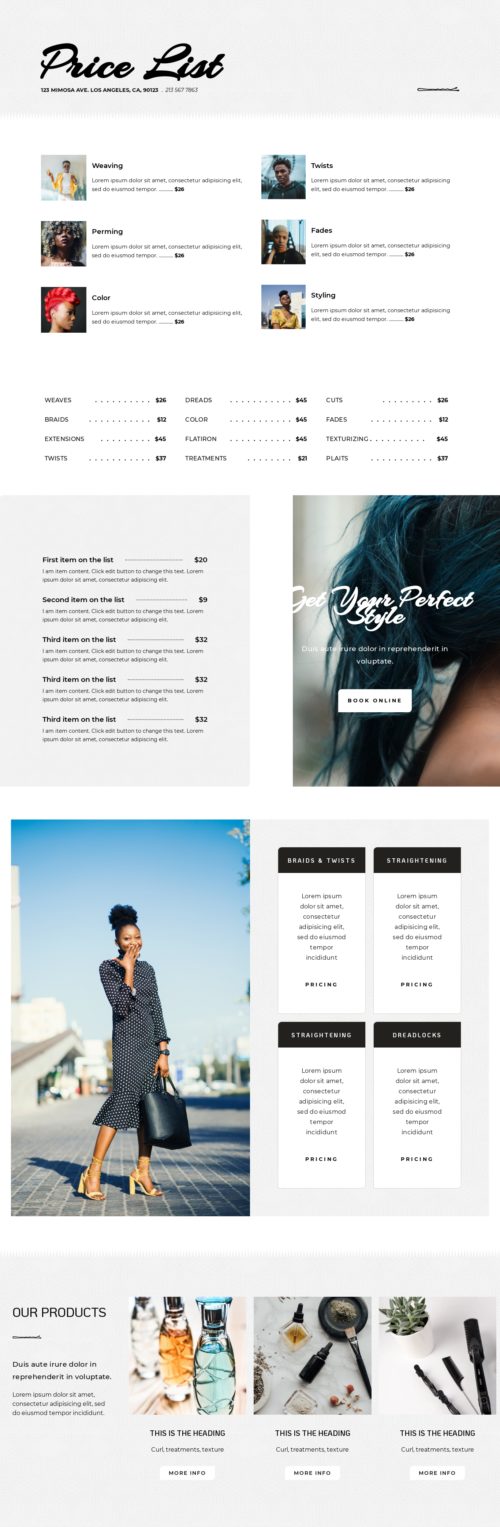 Price List
123 MIMOSA AVE. LOS ANGELES, CA, 90123 . 213 567 7863
Weaving
Lorem ipsum dolor sit amet, consectetur adipisicing elit,
sed do eiusmod tempor. .......... $26
Twists
Lorem ipsum dolor sit amet, consectetur adipisicing elit,
sed do eiusmod tempor. .......... $26
Perming
Lorem ipsum dolor sit amet, consectetur adipisicing elit,
sed do eiusmod tempor. .......... $26
Fades
Lorem ipsum dolor sit amet, consectetur adipisicing elit,
sed do eiusmod tempor. .......... $26
Color
Lorem ipsum dolor sit amet, consectetur adipisicing elit,
sed do eiusmod tempor. .......... $26
Styling
Lorem ipsum dolor sit amet, consectetur adipisicing elit,
sed do eiusmod tempor. .......... $26
WEAVES . . . . . . . . . . $26
BRAIDS . . . . . . . . . . . $12
EXTENSIONS . . . . . . . . . $45
TWISTS . . . . . . . . . . . $37
DREADS . . . . . . . . . . . $45
COLOR . . . . . . . . . . . $45
FLATIRON . . . . . . . . . . . $45
TREATMENTS . . . . . . . . $21
CUTS . . . . . . . . . $26
FADES . . . . . . . . . . . $12
TEXTURIZING . . . . . . . . . . $45
PLAITS . . . . . . . . . . . $37
First item on the list $20
I am item content. Click edit button to change this text. Lorem
ipsum dolor sit amet, consectetur adipiscing elit.
Second item on the list $9
I am item content. Click edit button to change this text. Lorem
ipsum dolor sit amet, consectetur adipiscing elit.
Third item on the list $32
I am item content. Click edit button to change this text. Lorem
ipsum dolor sit amet, consectetur adipiscing elit.
Third item on the list $32
I am item content. Click edit button to change this text. Lorem
ipsum dolor sit amet, consectetur adipiscing elit.
Third item on the list $32
I am item content. Click edit button to change this text. Lorem
ipsum dolor sit amet, consectetur adipiscing elit.
Get Your Perfect
Style
Duis aute irure dolor in reprehenderit in
voluptate.
BOOK ONLINE
BRAIDS & TWISTS
Lorem ipsum
dolor sit amet,
consectetur
adipisicing elit,
sed do eiusmod
tempor
incididunt
PRICING
STRAIGHTENING
Lorem ipsum
dolor sit amet,
consectetur
adipisicing elit,
sed do eiusmod
tempor
incididunt
PRICING
STRAIGHTENING
Lorem ipsum
dolor sit amet,
consectetur
adipisicing elit,
sed do eiusmod
tempor
incididunt
PRICING
DREADLOCKS
Lorem ipsum
dolor sit amet,
consectetur
adipisicing elit,
sed do eiusmod
tempor
incididunt
PRICING
OUR PRODUCTS
Duis aute irure dolor in
reprehenderit in voluptate.
Lorem ipsum dolor sit amet,
consectetur adipisicing elit, sed
do eiusmod tempor incididunt.
THIS IS THE HEADING
Curl, treatments, texture
MORE INFO
THIS IS THE HEADING
Curl, treatments, texture
MORE INFO
THIS IS THE HEADING
Curl, treatments, texture
MORE INFO